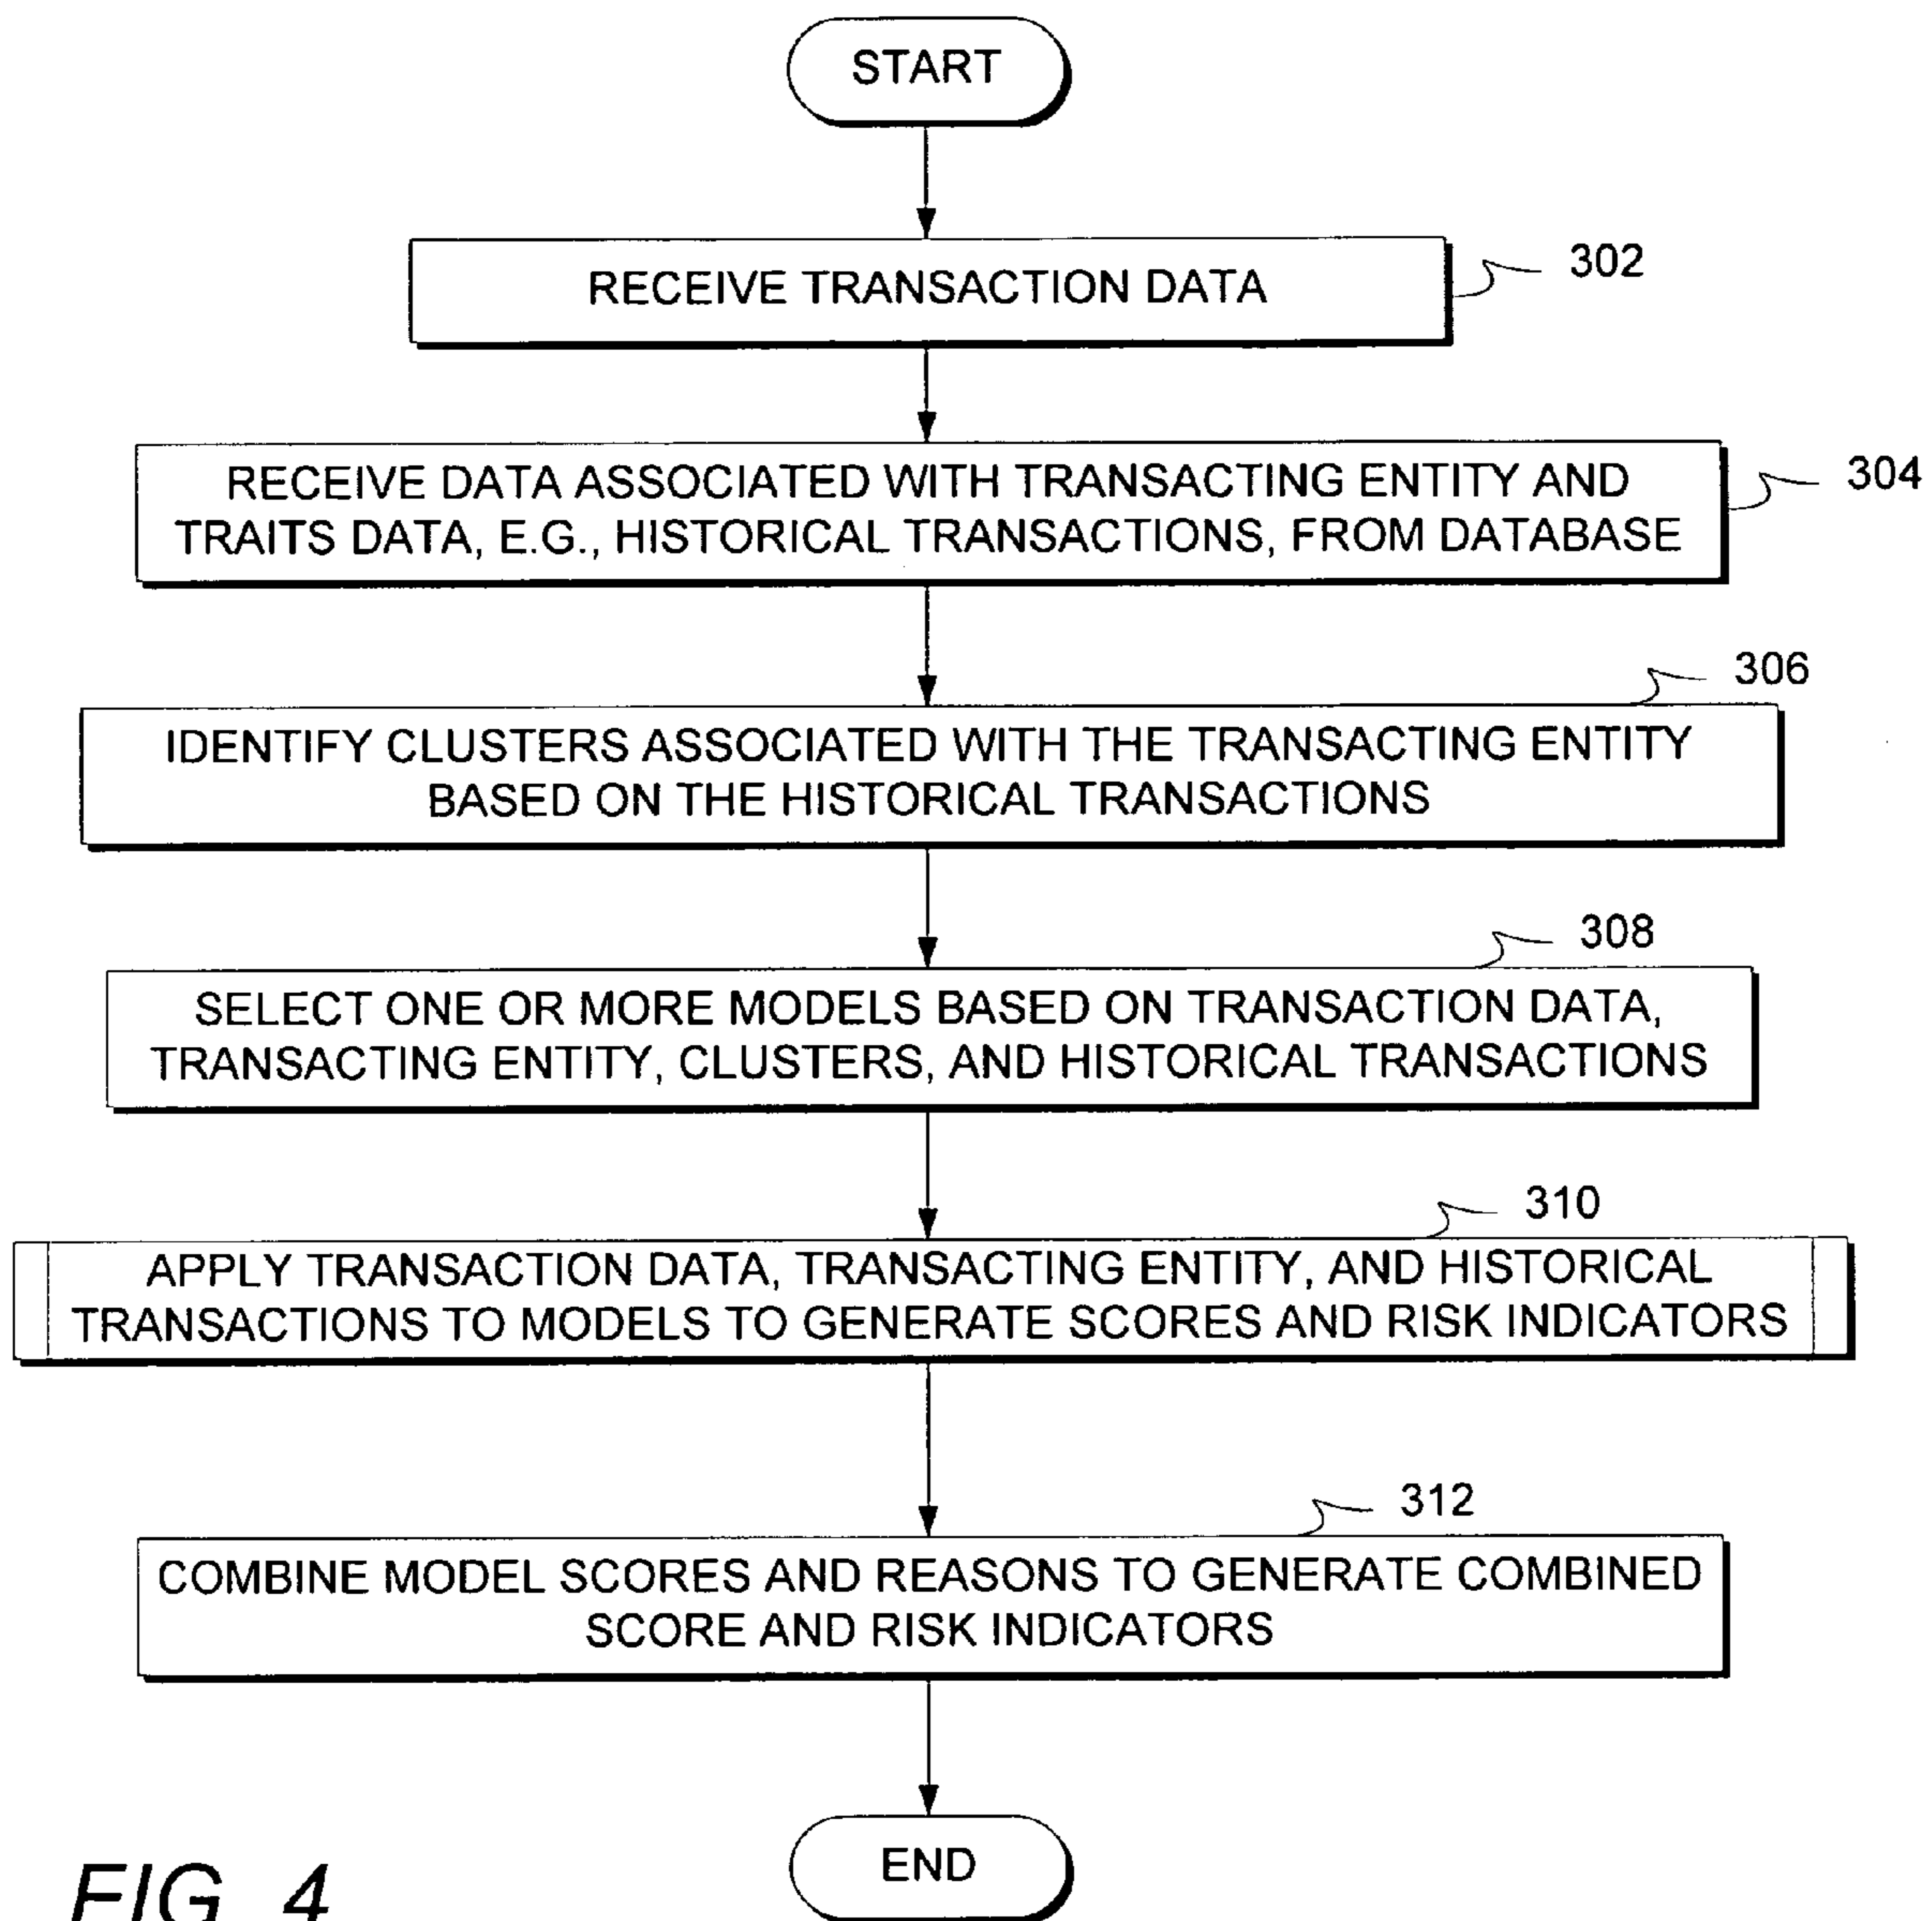 START
RECEIVE TRANSACTION DATA
302
RECEIVE DATA ASSOCIATED WITH TRANSACTING ENTITY AND
TRAITS DATA, E.G., HISTORICAL TRANSACTIONS, FROM DATABASE
304
306
IDENTIFY CLUSTERS ASSOCIATED WITH THE TRANSACTING ENTITY
BASED ON THE HISTORICAL TRANSACTIONS
308
SELECT ONE OR MORE MODELS BASED ON TRANSACTION DATA,
TRANSACTING ENTITY, CLUSTERS, AND HISTORICAL TRANSACTIONS
310
APPLY TRANSACTION DATA, TRANSACTING ENTITY, AND HISTORICAL
TRANSACTIONS TO MODELS TO GENERATE SCORES AND RISK INDICATORS
312
COMBINE MODEL SCORES AND REASONS TO GENERATE COMBINED
SCORE AND RISK INDICATORS
END
FIG. 4